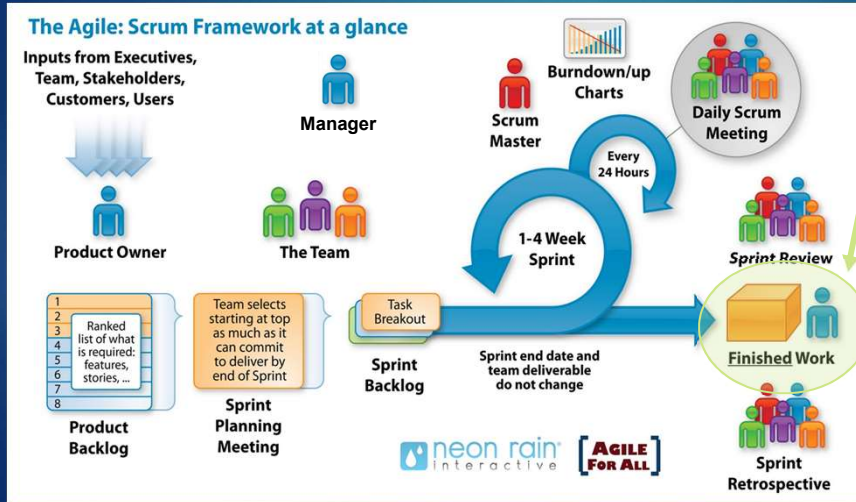 The Agile: Scrum Framework at a glance
Inputs from Executives,
Team, Stakeholders,
Customers, Users
Manager
Scrum
Master
Burndown/up
Charts
Daily Scrum
Meeting
Every
24 Hours
Product Owner
The Team
1-4 Week
Sprint
Sprint Review
1
2
3
4
5
6
7
8
Ranked
list of what
is required:
features,
stories, ...
Product
Backlog
Team selects
starting at top
as much as it
can commit
to deliver by
end of Sprint
Sprint
Planning
Meeting
Task
Breakout
Sprint
Backlog
Sprint end date and
team deliverable
do not change
Finished Work
Sprint
Retrospective
neon rain
interactive
AGILE
FOR ALL